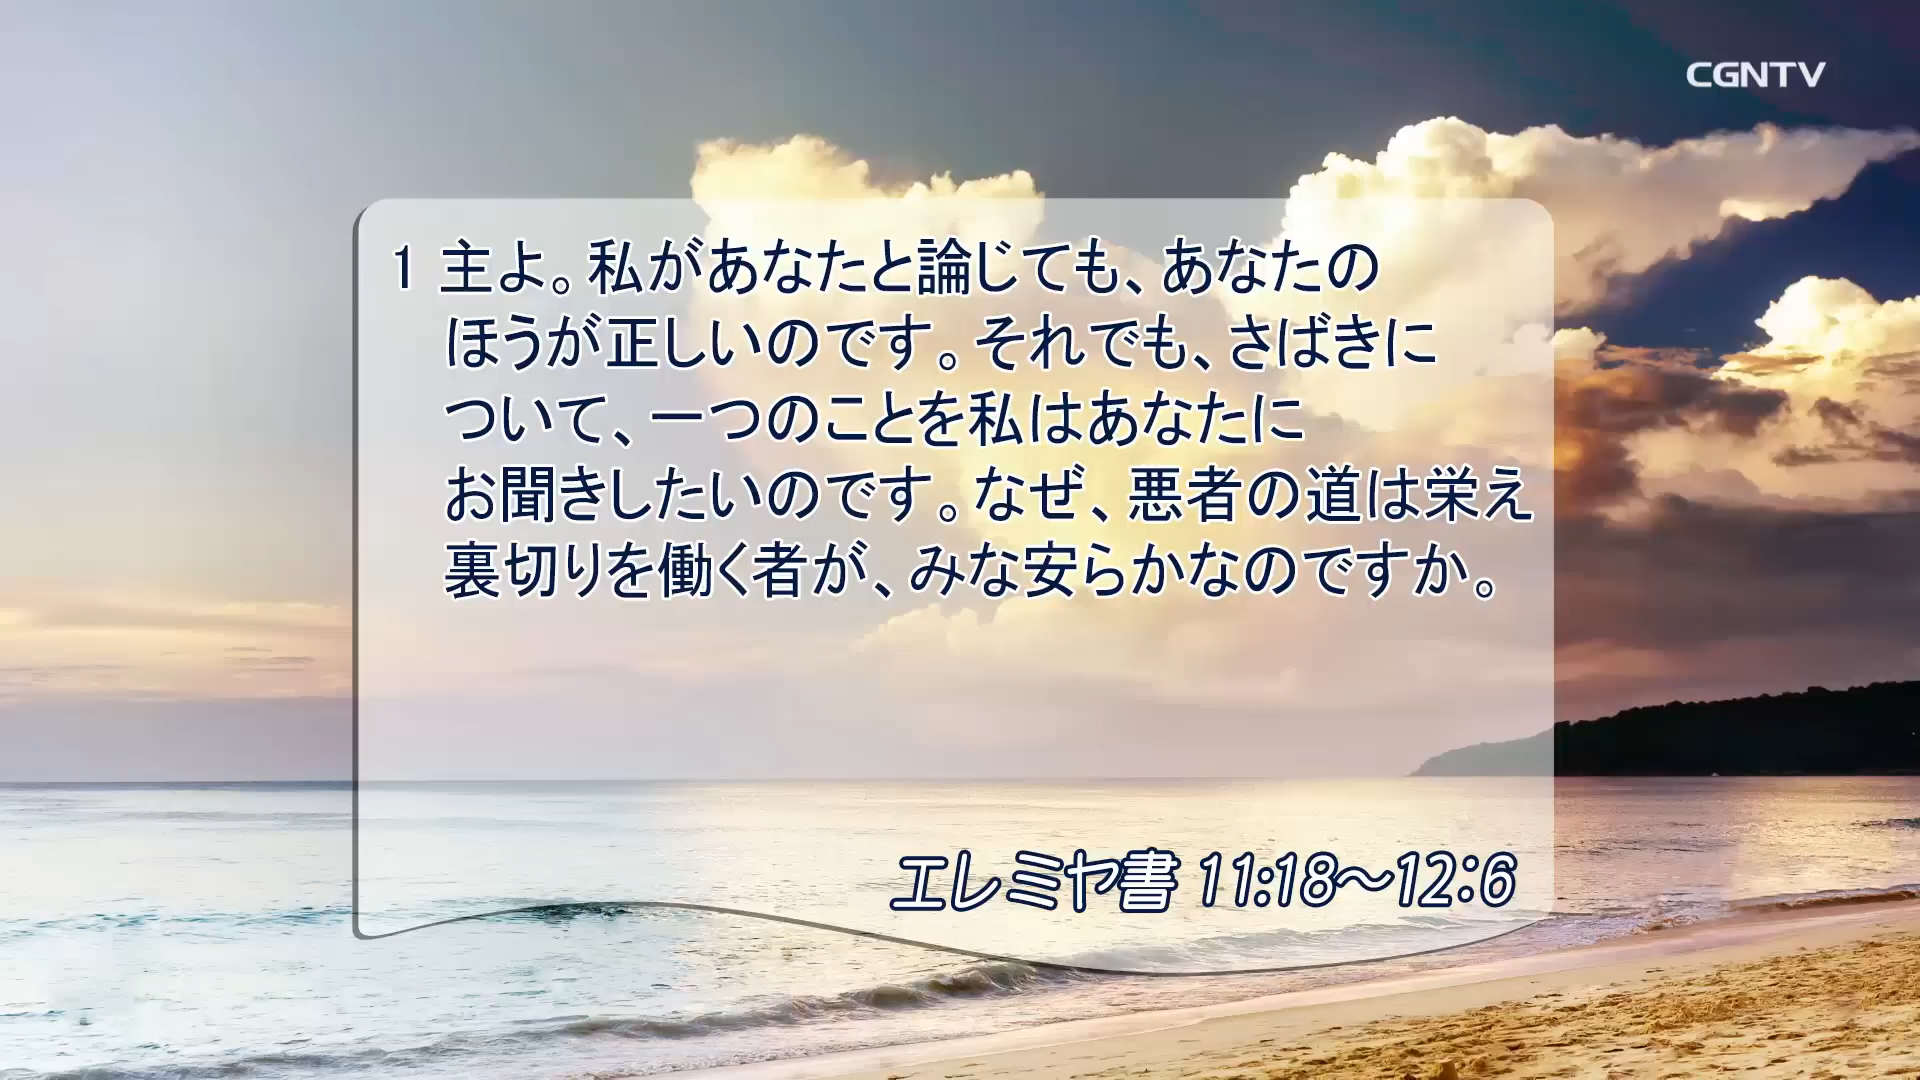 CGNTV
1 主よ。私があなたと論じても、あなたの
ほうが正しいのです。それでも、さばきに
ついて、一つのことを私はあなたに
お聞きしたいのです。なぜ、悪者の道は栄え
裏切りを働く者が、みな安らかなのですか。
エレミヤ書 11:18～12:6